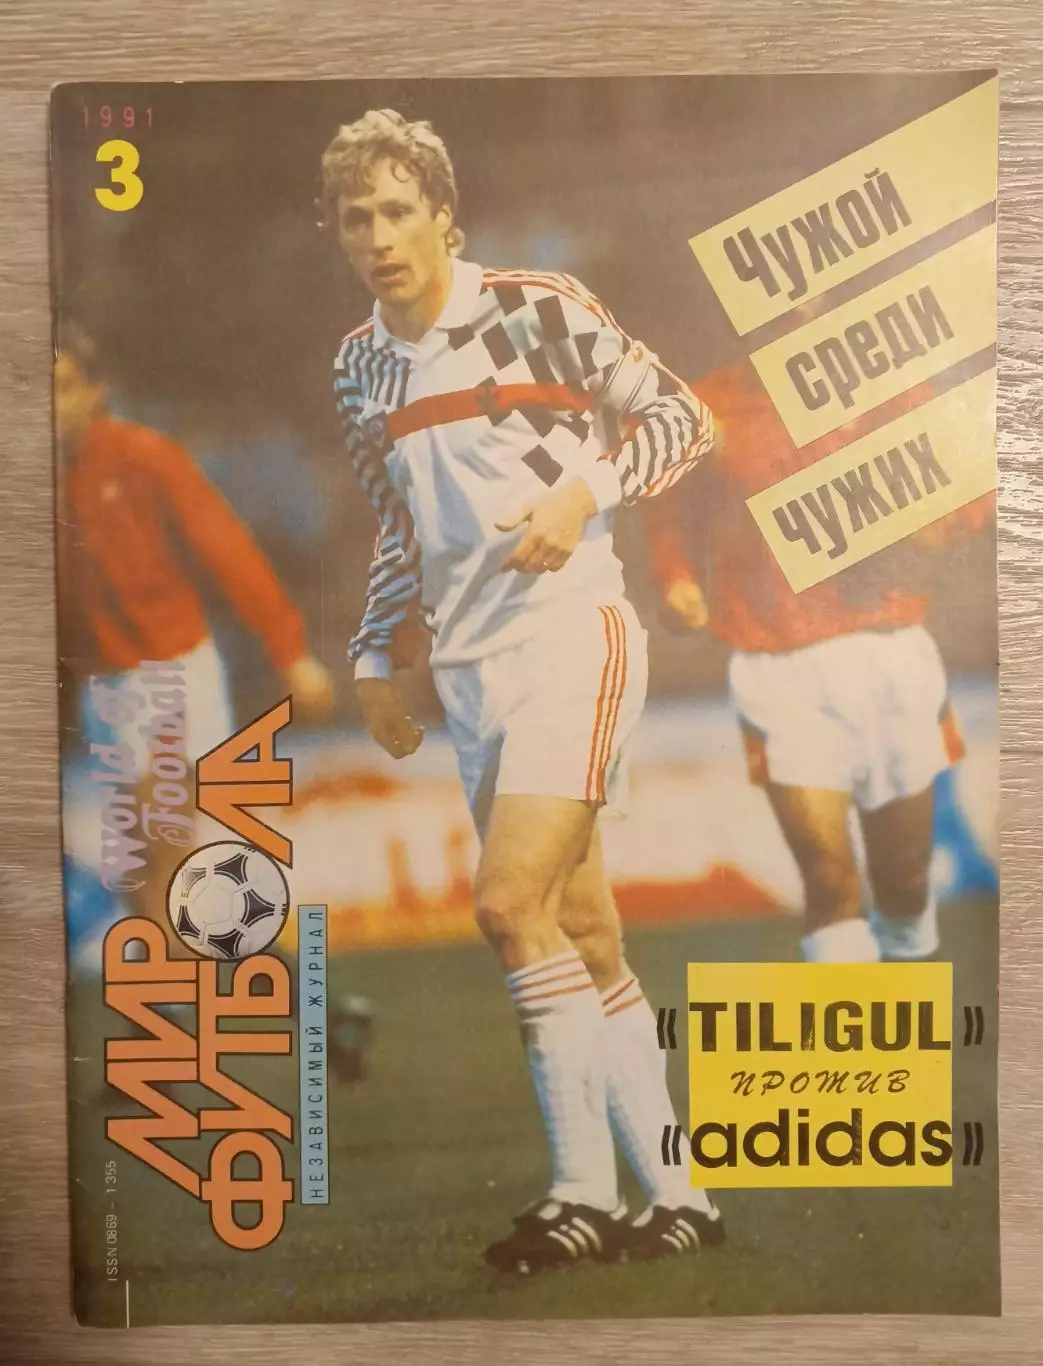 1991
3
Чужой
среди
чужих
World of
Football
МИР
ФУТБОЛА
НЕЗАВИСИМЫЙ ЖУРНАЛ
ISSN 0869 - 1355
«TILIGUL»
против
«adidas»